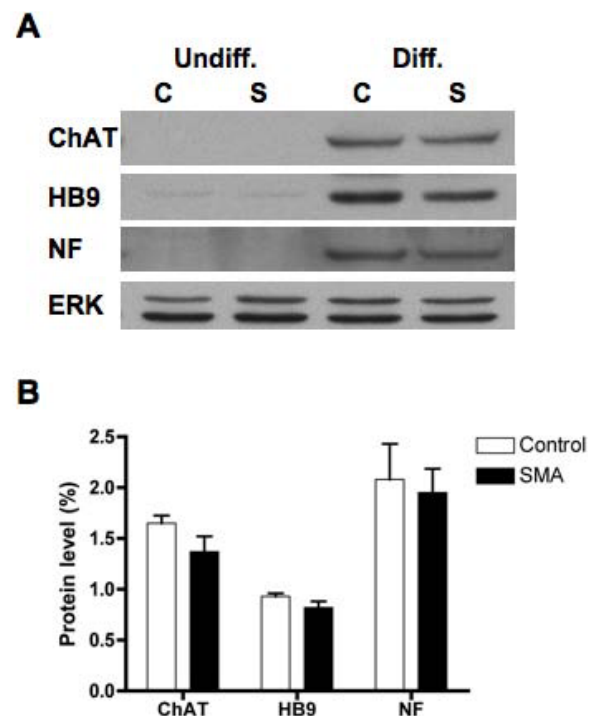 A
Undiff. Diff.
C S C S
ChAT
HB9
NF
ERK
B
Protein level (%)
2.5
2.0
1.5
1.0
0.5
0.0
ChAT HB9 NF
Control
SMA